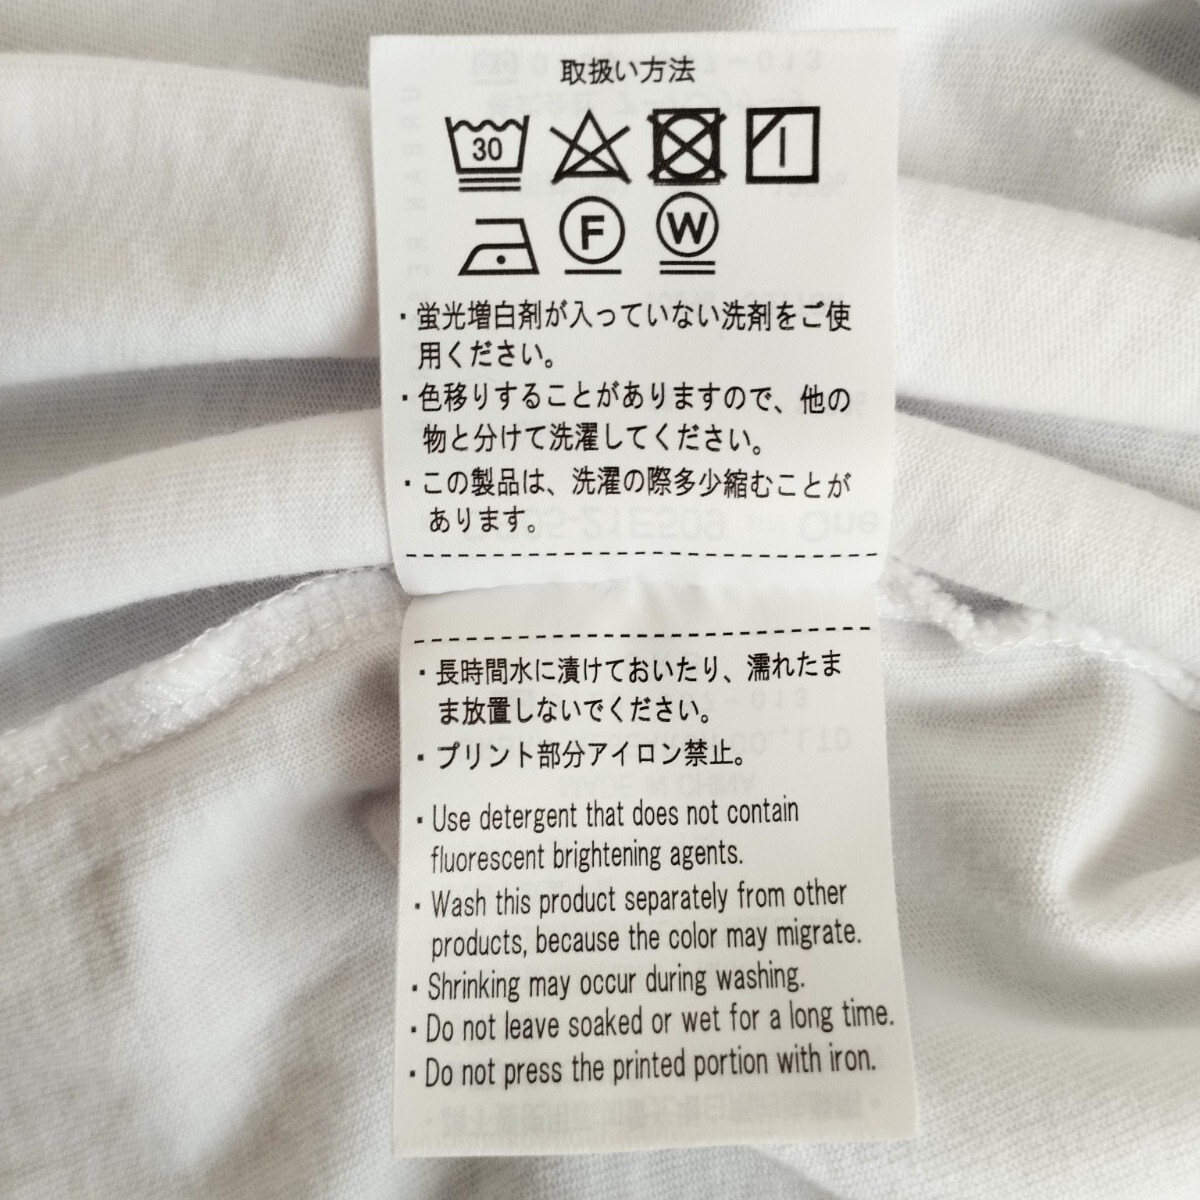 取扱い方法
30
F W
・蛍光増白剤が入っていない洗剤をご使
用ください。
・色移りすることがありますので、他の
物と分けて洗濯してください。
・この製品は、洗濯の際多少縮むことが
あります。
・長時間水に漬けておいたり、濡れたま
ま放置しないでください。
・プリント部分アイロン禁止。
・Use detergent that does not contain
fluorescent brightening agents.
・Wash this product separately from other
products, because the color may migrate.
・Shrinking may occur during washing.
・Do not leave soaked or wet for a long time.
・Do not press the printed portion with iron.